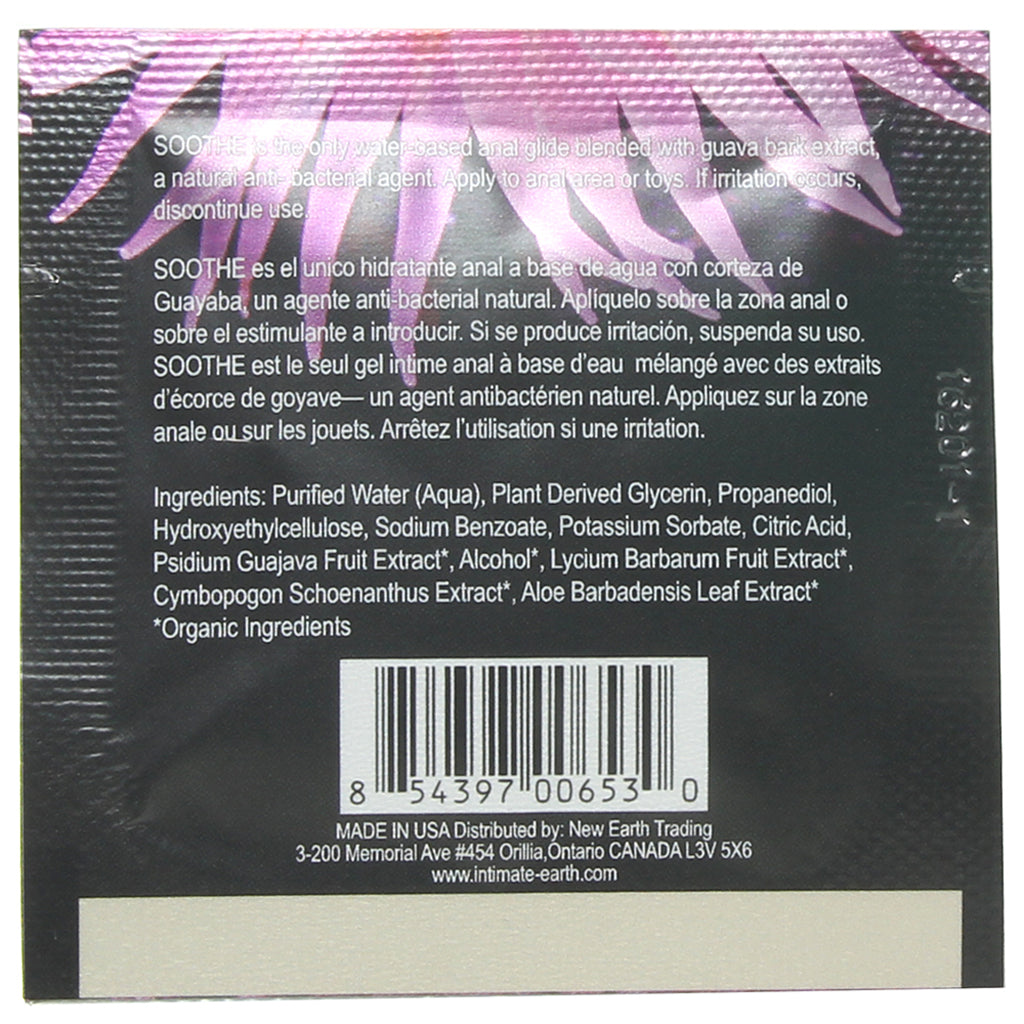 SOOTHE is the only water-based anal glide blended with guava bark extract,
a natural anti- bacterial agent. Apply to anal area or toys. If irritation occurs,
discontinue use.
SOOTHE es el unico hidratante anal a base de agua con corteza de
Guayaba, un agente anti-bacterial natural. Aplíquelo sobre la zona anal o
sobre el estimulante a introducir. Si se produce irritación, suspenda su uso.
SOOTHE est le seul gel intime anal à base d'eau mélangé avec des extraits
d'écorce de goyave— un agent antibactérien naturel. Appliquez sur la zone
anale ou sur les jouets. Arrêtez l'utilisation si une irritation.
Ingredients: Purified Water (Aqua), Plant Derived Glycerin, Propanediol,
Hydroxyethylcellulose, Sodium Benzoate, Potassium Sorbate, Citric Acid,
Psidium Guajava Fruit Extract*, Alcohol*, Lycium Barbarum Fruit Extract*,
Cymbopogon Schoenanthus Extract*, Aloe Barbadensis Leaf Extract*
*Organic Ingredients
8 54397 00653 0
MADE IN USA Distributed by: New Earth Trading
3-200 Memorial Ave #454 Orillia,Ontario CANADA L3V 5X6
www.intimate-earth.com